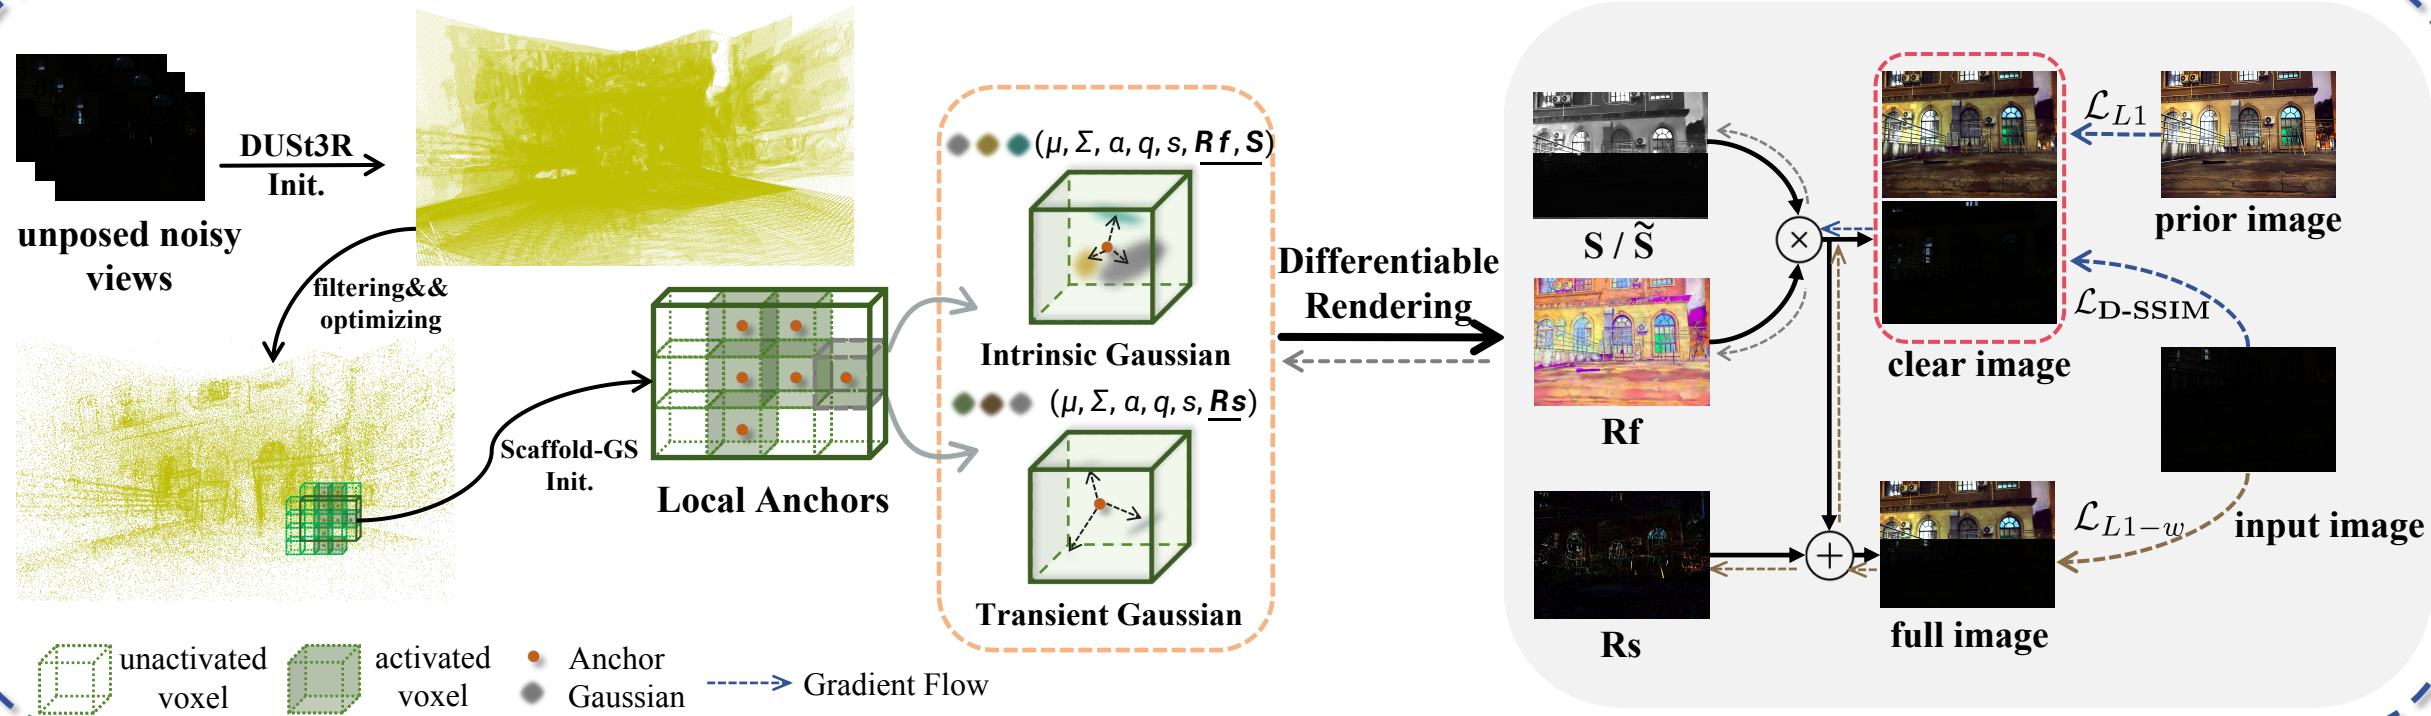 unposed noisy
views
DUSt3R
Init.
filtering&&
optimizing
Scaffold-GS
Init.
Local Anchors
(μ, Σ, a, q, s, Rf, S)
Intrinsic Gaussian
(μ, Σ, a, q, s, Rs)
Transient Gaussian
Differentiable
Rendering
S / S̃
Rf
Rs
×
+
clear image
full image
prior image
input image
ℒL1
ℒD-SSIM
ℒL1−w
unactivated
voxel
activated
voxel
Anchor
Gaussian
Gradient Flow